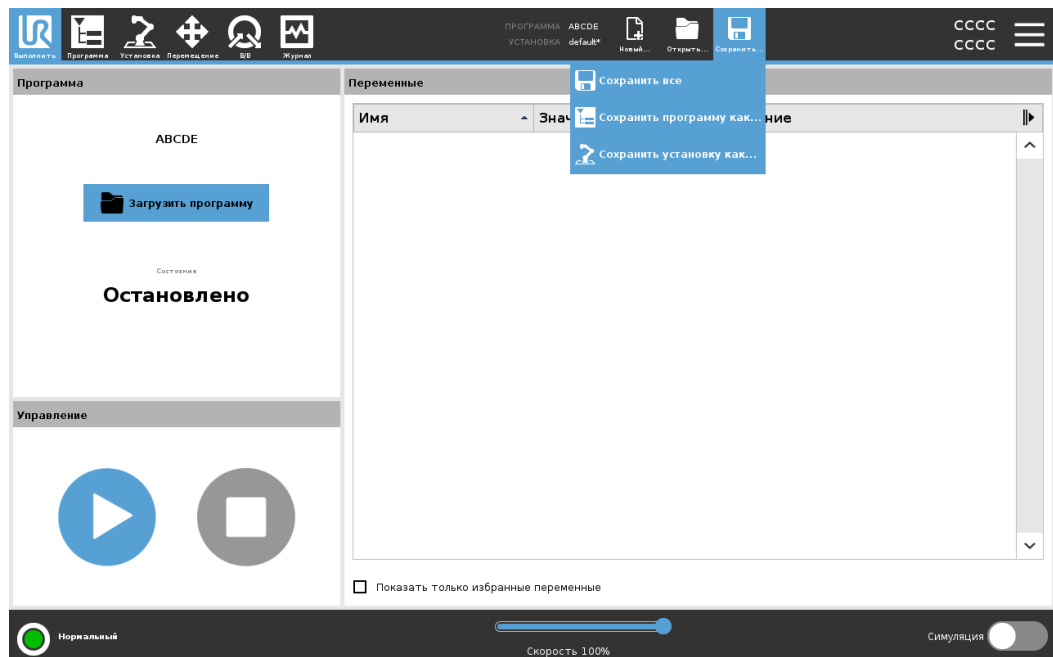 ПРОГРАММА ABCDE
УСТАНОВКА default*
Выполнить Программа Установка Перемещение В/В Журнал
Новый... Открыть... Сохранить...
CCCC
CCCC
Сохранить все
Сохранить программу как...
Сохранить установку как...
Программа
ABCDE
Загрузить программу
Состояние
Остановлено
Управление
Переменные
Имя Знач ние
Показать только избранные переменные
Нормальный
Скорость 100%
Симуляция